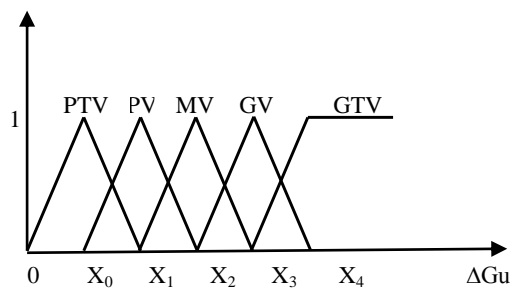 PTV PV MV GV GTV
1
0 X₀ X₁ X₂ X₃ X₄ ΔGu